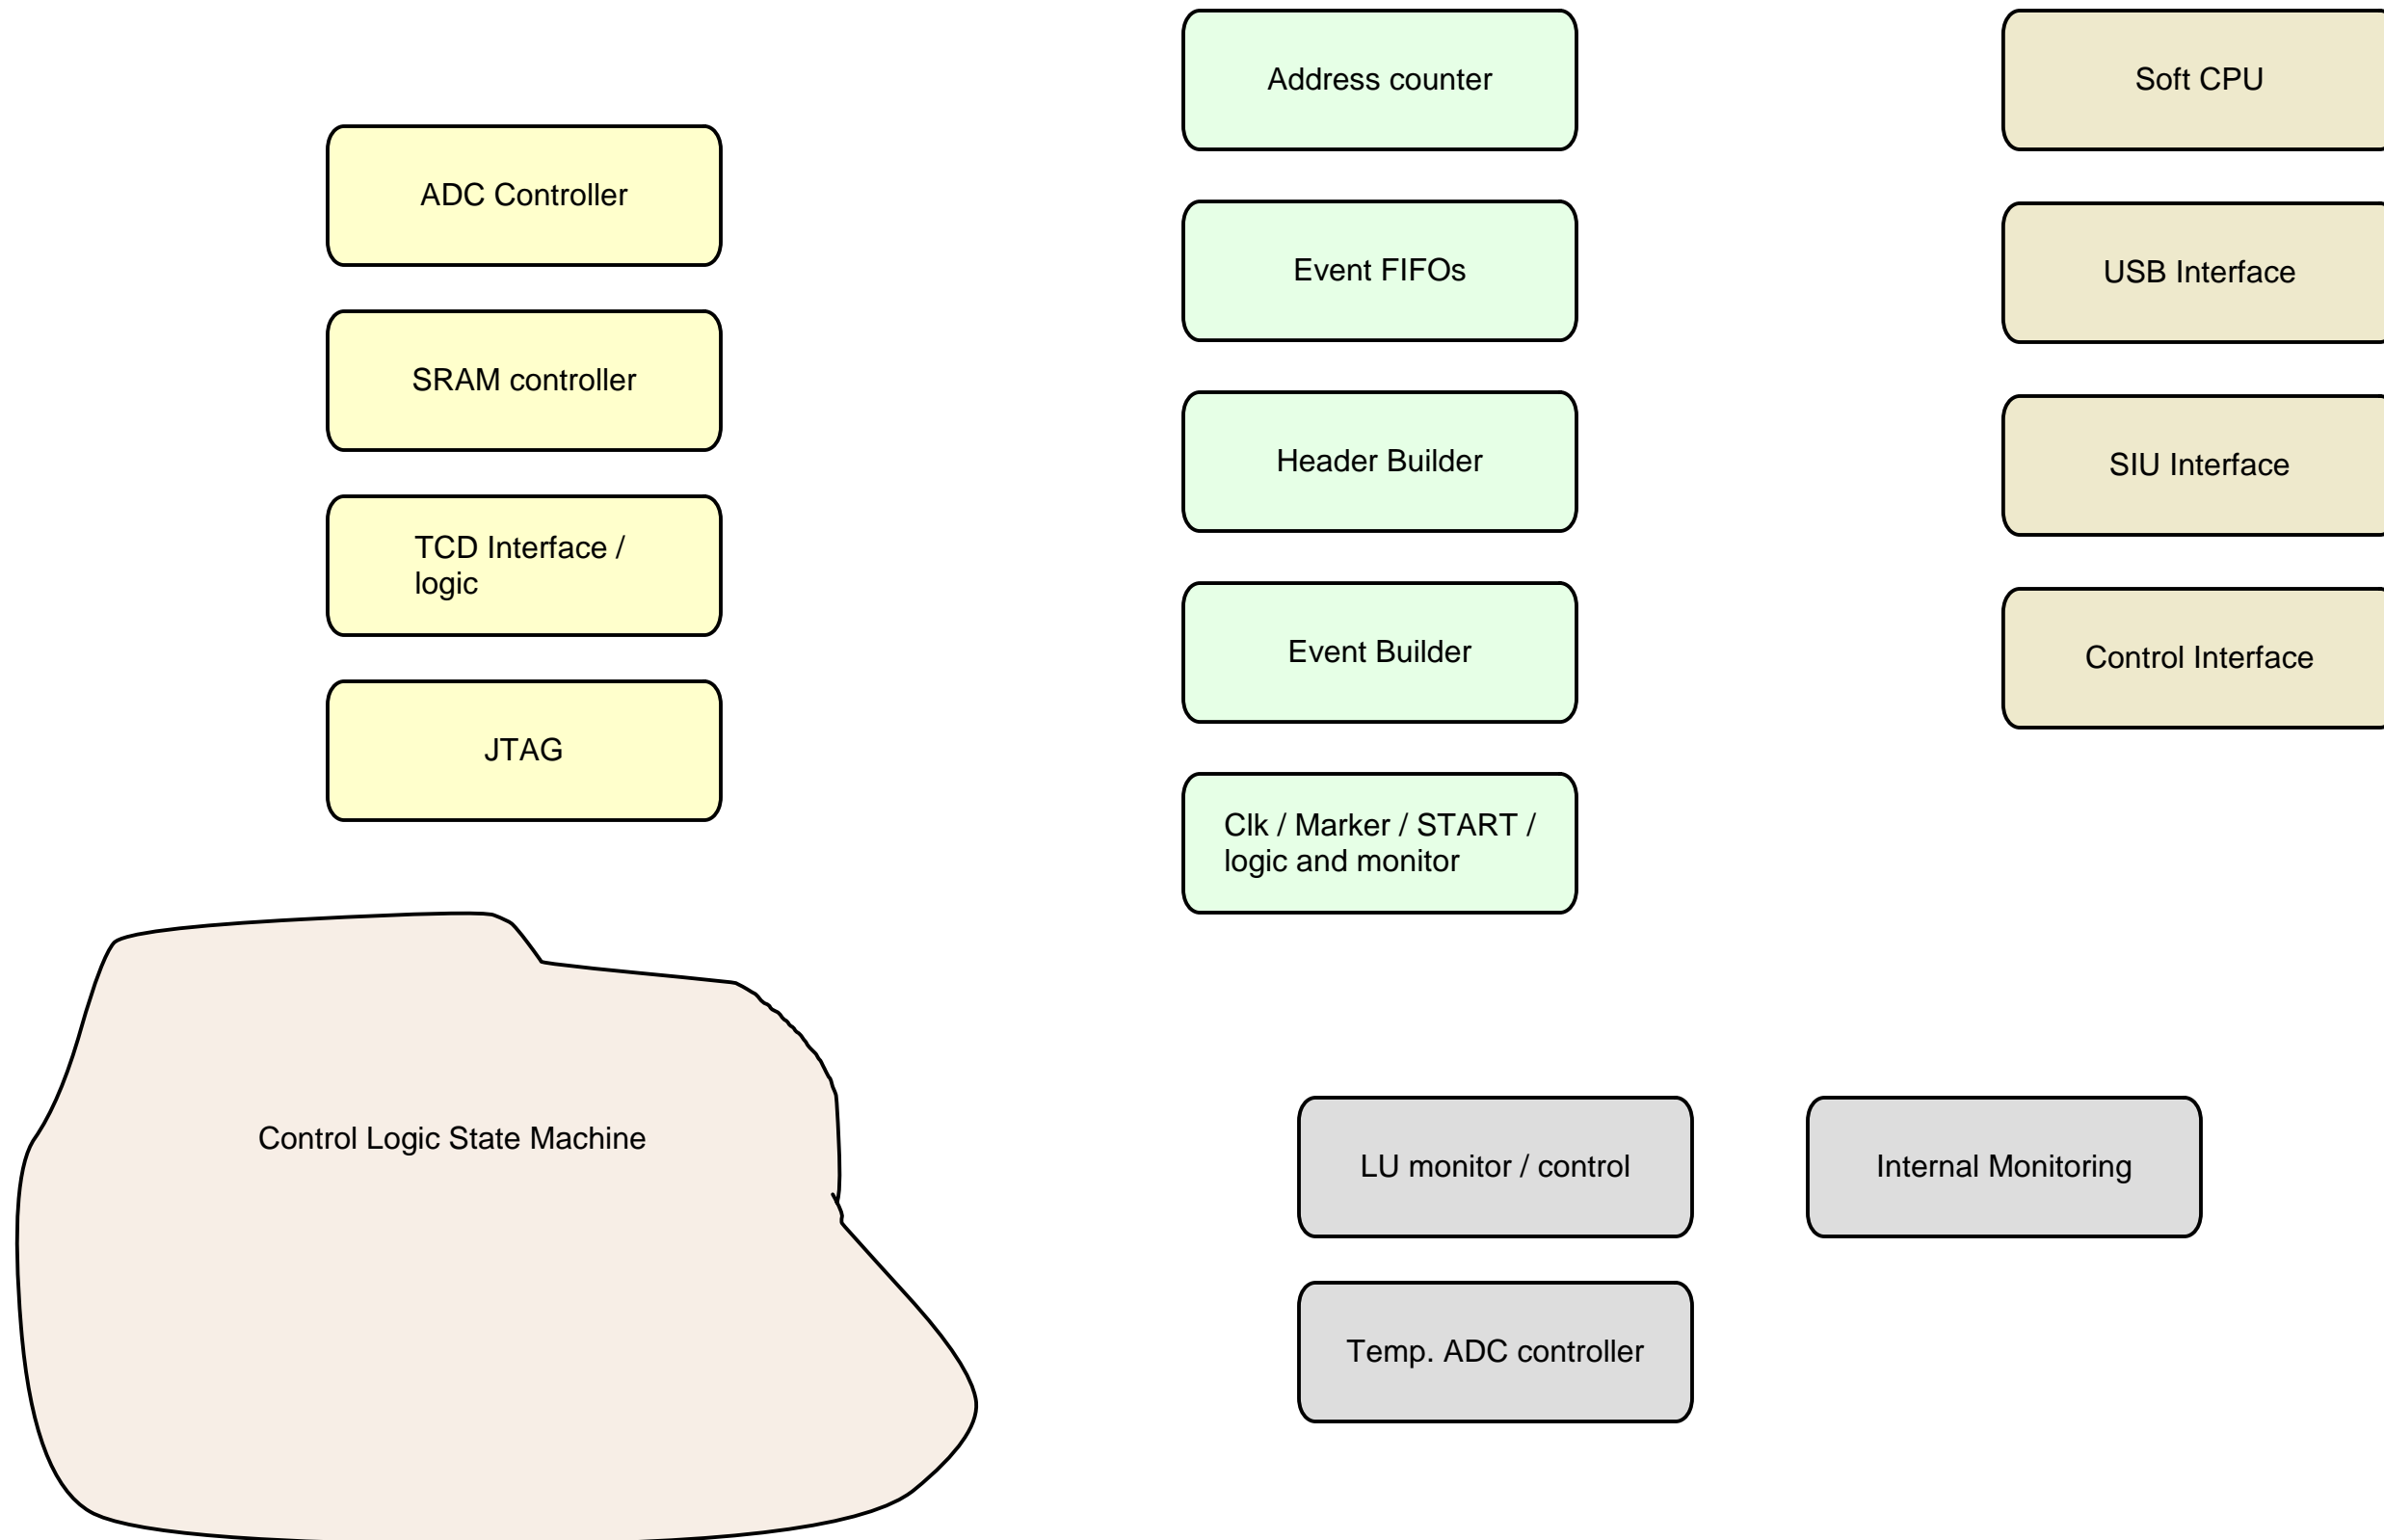 Address counter
Soft CPU
ADC Controller
Event FIFOs
USB Interface
SRAM controller
Header Builder
SIU Interface
TCD Interface /
logic
Event Builder
Control Interface
JTAG
Clk / Marker / START /
logic and monitor
Control Logic State Machine
LU monitor / control
Internal Monitoring
Temp. ADC controller